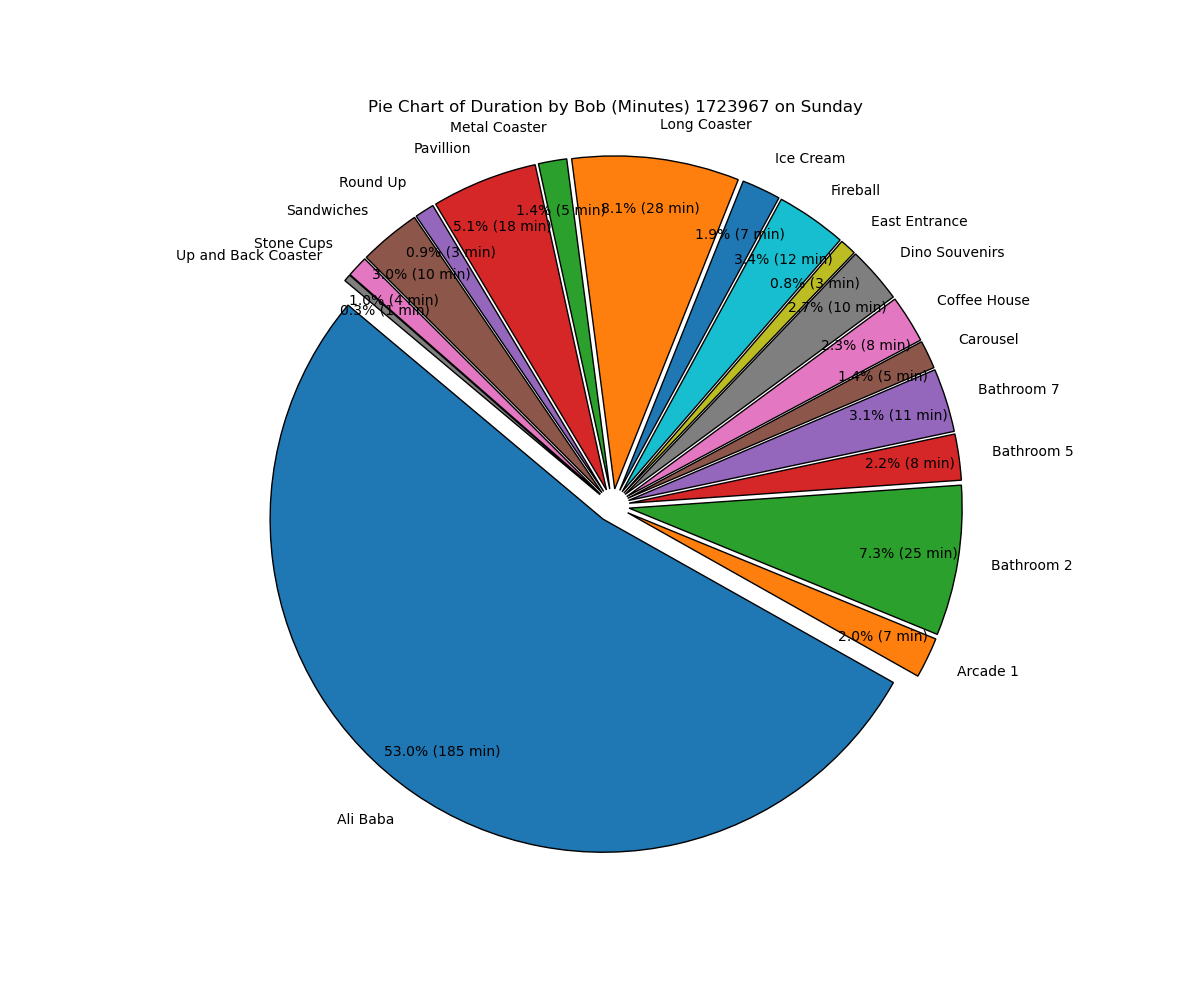 Pie Chart of Duration by Bob (Minutes) 1723967 on Sunday
Metal Coaster
Long Coaster
Pavillion
Ice Cream
Round Up
Fireball
Sandwiches
East Entrance
Stone Cups
Dino Souvenirs
Up and Back Coaster
Coffee House
Carousel
Bathroom 7
Bathroom 5
Bathroom 2
Arcade 1
Ali Baba
1.4% (5 min)
8.1% (28 min)
5.1% (18 min)
1.9% (7 min)
0.9% (3 min)
3.4% (12 min)
3.0% (10 min)
0.8% (3 min)
1.0% (4 min)
2.7% (10 min)
0.3% (1 min)
2.3% (8 min)
1.4% (5 min)
3.1% (11 min)
2.2% (8 min)
7.3% (25 min)
2.0% (7 min)
53.0% (185 min)